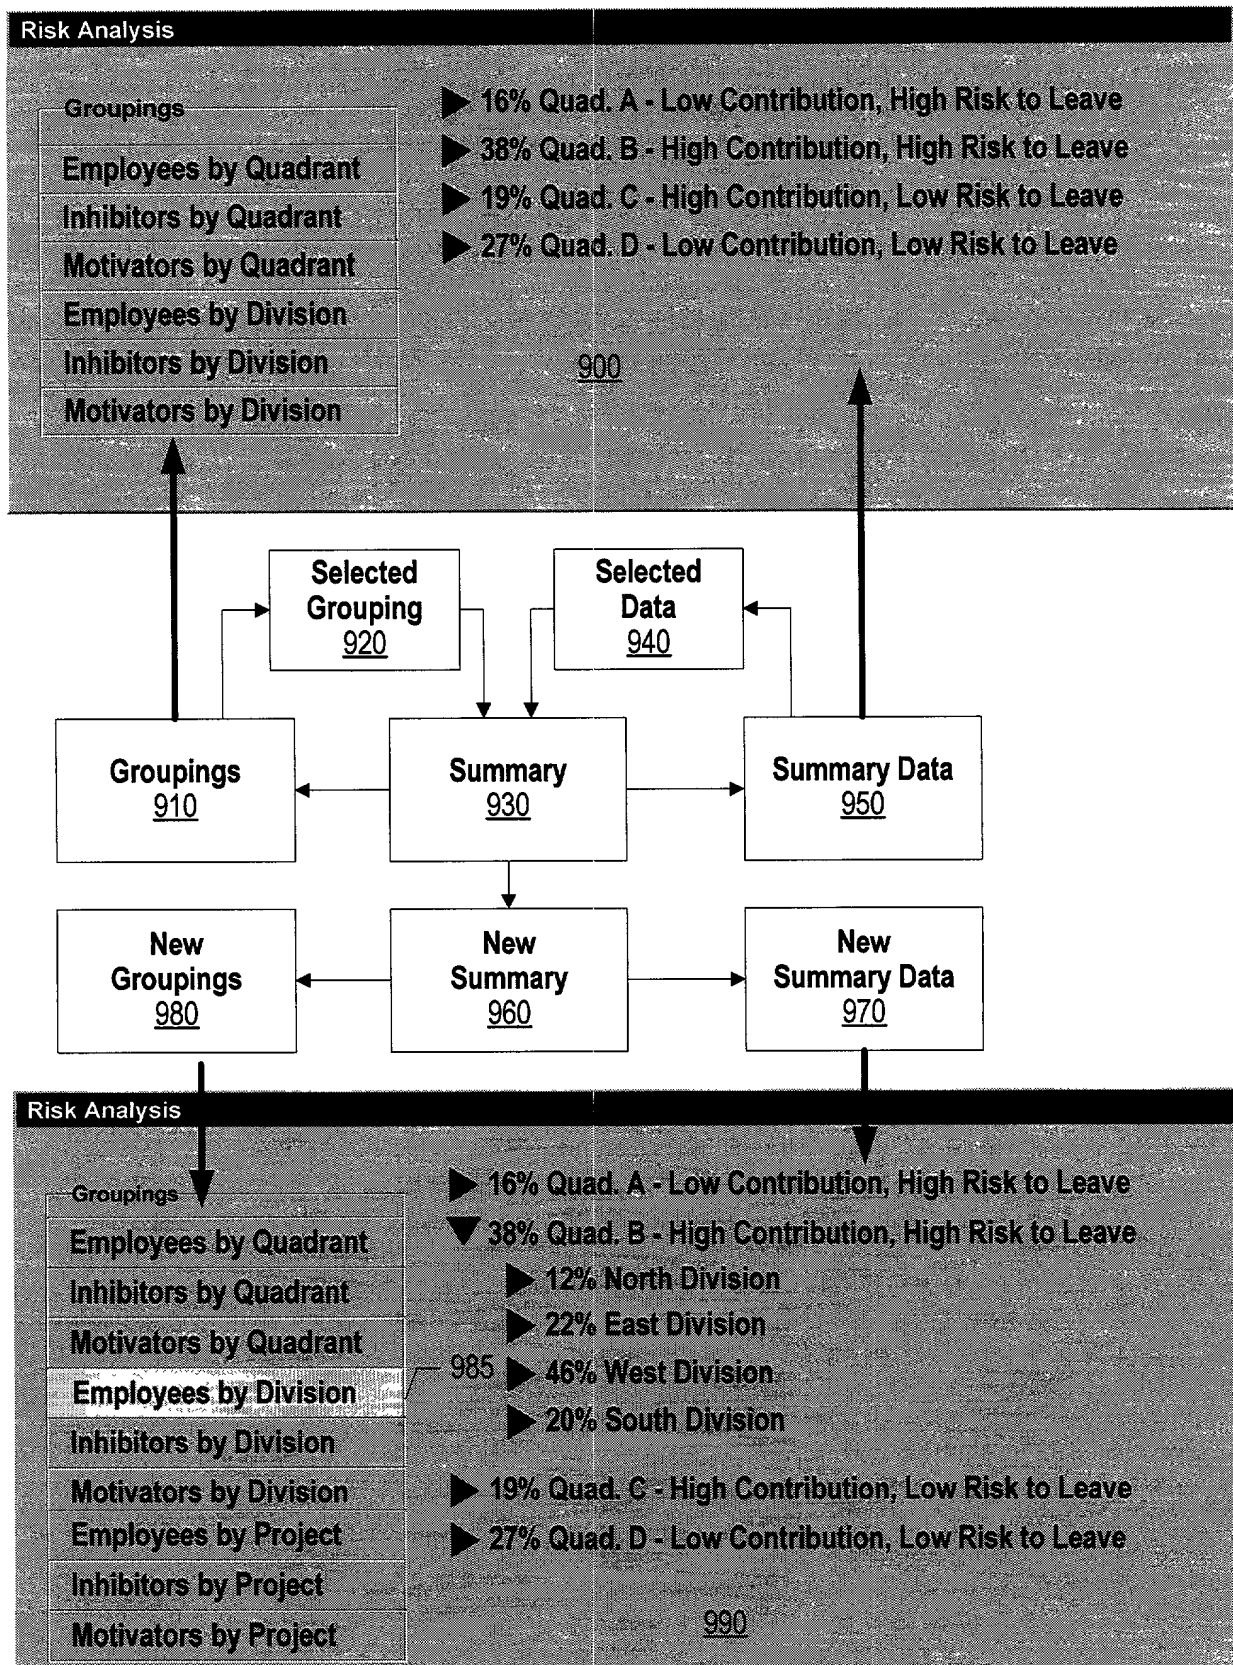 Risk Analysis
Groupings
Employees by Quadrant
Inhibitors by Quadrant
Motivators by Quadrant
Employees by Division
Inhibitors by Division
Motivators by Division
16% Quad. A - Low Contribution, High Risk to Leave
38% Quad. B - High Contribution, High Risk to Leave
19% Quad. C - High Contribution, Low Risk to Leave
27% Quad. D - Low Contribution, Low Risk to Leave
900
Selected
Grouping
920
Selected
Data
940
Groupings
910
Summary
930
Summary Data
950
New
Groupings
980
New
Summary
960
New
Summary Data
970
Risk Analysis
Groupings
Employees by Quadrant
Inhibitors by Quadrant
Motivators by Quadrant
Employees by Division
Inhibitors by Division
Motivators by Division
Employees by Project
Inhibitors by Project
Motivators by Project
985
16% Quad. A - Low Contribution, High Risk to Leave
38% Quad. B - High Contribution, High Risk to Leave
12% North Division
22% East Division
46% West Division
20% South Division
19% Quad. C - High Contribution, Low Risk to Leave
27% Quad. D - Low Contribution, Low Risk to Leave
990